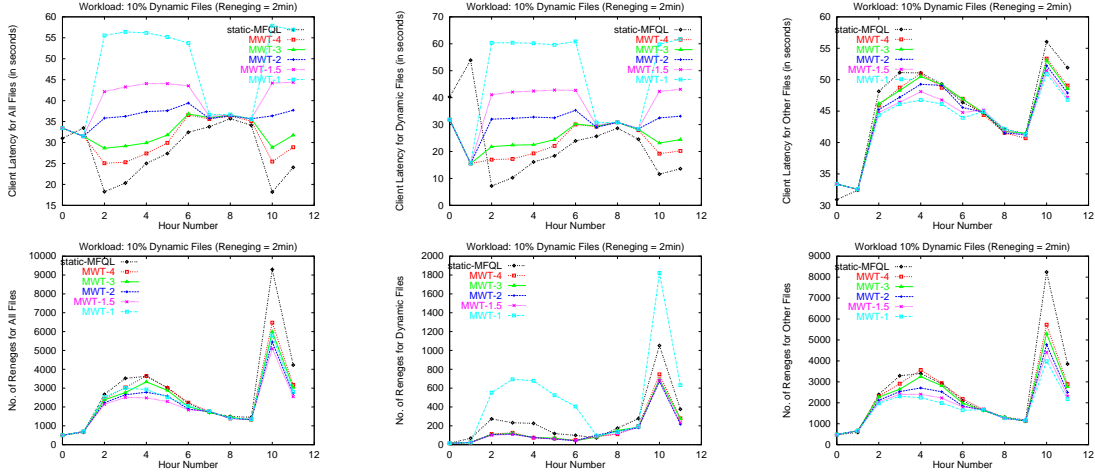 Workload: 10% Dynamic Files (Reneging = 2min)
Client Latency for All Files (in seconds)
60
55
50
45
40
35
30
25
20
15
static-MFQL
MWT-4
MWT-3
MWT-2
MWT-1.5
MWT-1
0 2 4 6 8 10 12
Hour Number
Workload: 10% Dynamic Files (Reneging = 2min)
Client Latency for Dynamic Files (in seconds)
70
60
50
40
30
20
10
0
static-MFQL
MWT-4
MWT-3
MWT-2
MWT-1.5
MWT-1
0 2 4 6 8 10 12
Hour Number
Workload: 10% Dynamic Files (Reneging = 2min)
Client Latency for Other Files (in seconds)
60
55
50
45
40
35
30
static-MFQL
MWT-4
MWT-3
MWT-2
MWT-1.5
MWT-1
0 2 4 6 8 10 12
Hour Number
Workload: 10% Dynamic Files (Reneging = 2min)
No. of Reneges for All Files
10000
9000
8000
7000
6000
5000
4000
3000
2000
1000
0
static-MFQL
MWT-4
MWT-3
MWT-2
MWT-1.5
MWT-1
0 2 4 6 8 10 12
Hour Number
Workload: 10% Dynamic Files (Reneging = 2min)
No. of Reneges for Dynamic Files
2000
1800
1600
1400
1200
1000
800
600
400
200
0
static-MFQL
MWT-4
MWT-3
MWT-2
MWT-1.5
MWT-1
0 2 4 6 8 10 12
Hour Number
Workload: 10% Dynamic Files (Reneging = 2min)
No. of Reneges for Other Files
9000
8000
7000
6000
5000
4000
3000
2000
1000
0
static-MFQL
MWT-4
MWT-3
MWT-2
MWT-1.5
MWT-1
0 2 4 6 8 10 12
Hour Number